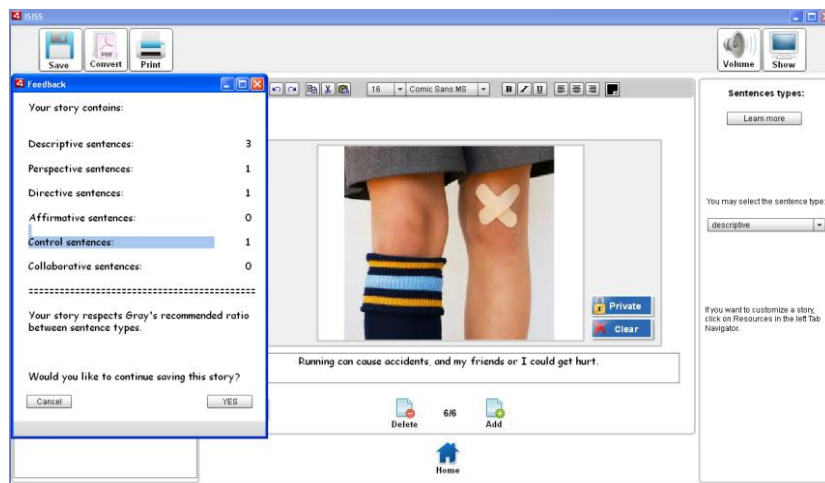 ISISS
Save
Convert
Print
Volume
Show
Feedback
Your story contains:
Descriptive sentences: 3
Perspective sentences: 1
Directive sentences: 1
Affirmative sentences: 0
Control sentences: 1
Collaborative sentences: 0
============================================
Your story respects Gray's recommended ratio
between sentence types.
Would you like to continue saving this story?
Cancel
YES
16
Comic Sans MS
B I U
Private
Clear
Running can cause accidents, and my friends or I could get hurt.
Delete
6/6
Add
Home
Sentences types:
Learn more
You may select the sentence type:
descriptive
If you want to customize a story,
click on Resources in the left Tab
Navigator.